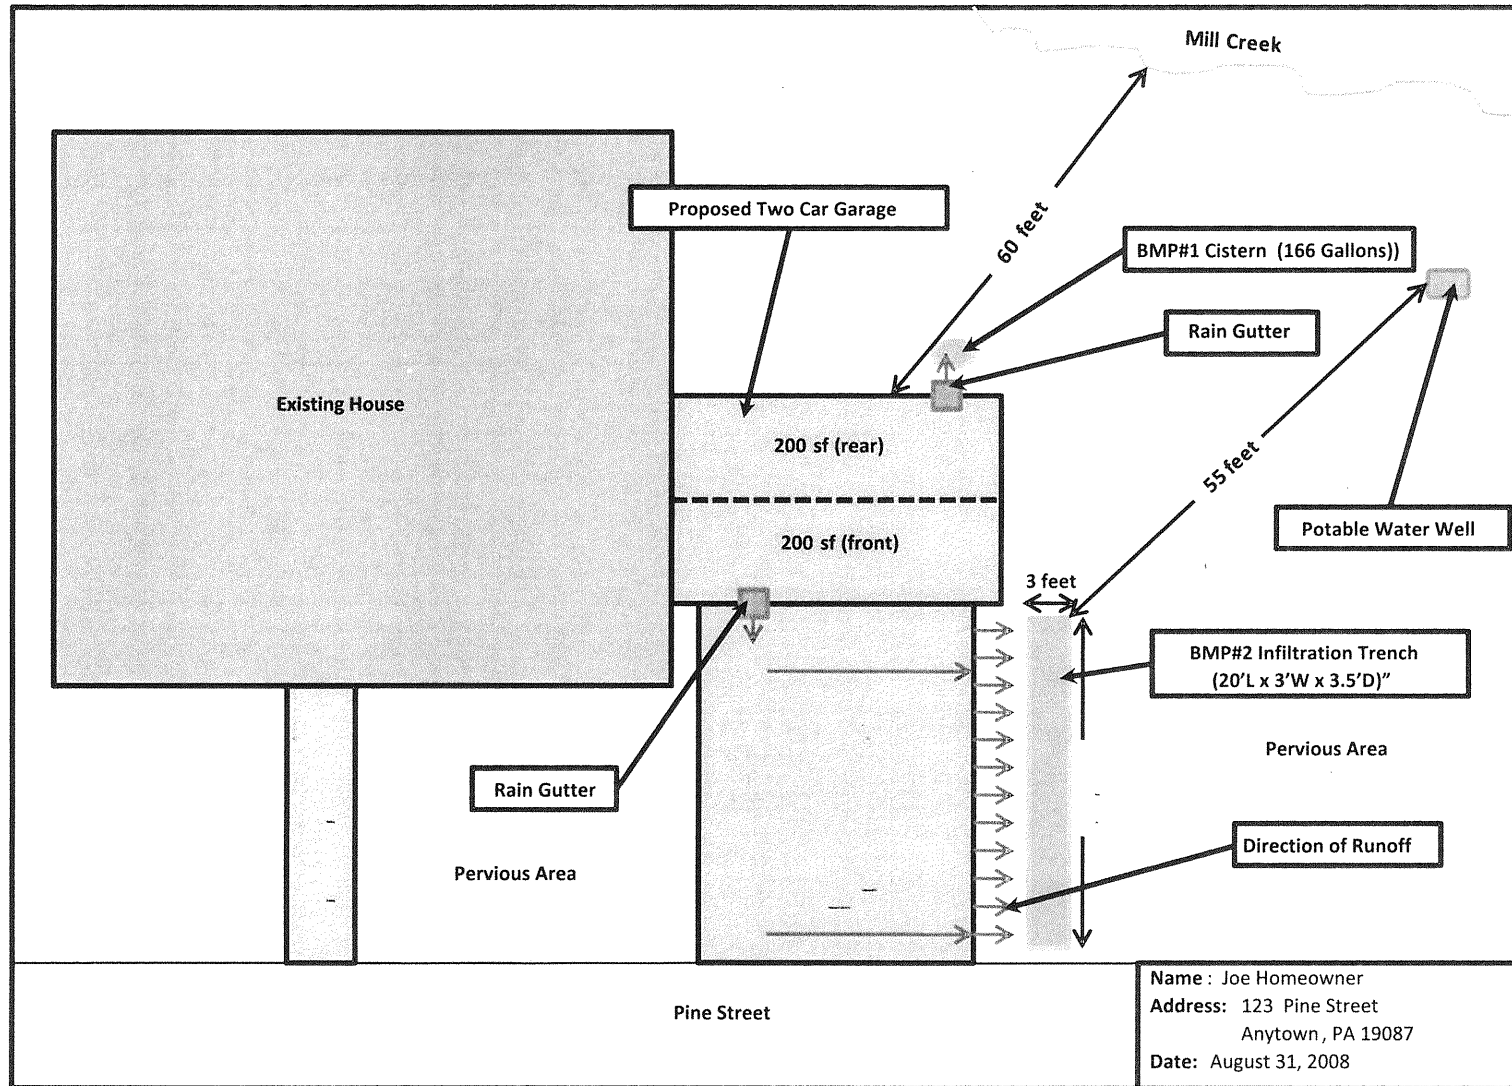 Mill Creek
Proposed Two Car Garage
60 feet
BMP#1 Cistern (166 Gallons))
Rain Gutter
Existing House
200 sf (rear)
55 feet
Potable Water Well
200 sf (front)
3 feet
BMP#2 Infiltration Trench
(20'L x 3'W x 3.5'D)”
Pervious Area
Rain Gutter
Direction of Runoff
Pervious Area
Pine Street
Name : Joe Homeowner
Address: 123 Pine Street
Anytown, PA 19087
Date: August 31, 2008